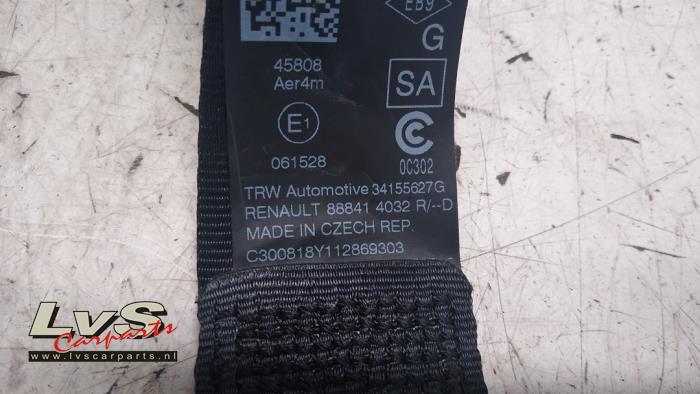 EB9
G
45808
Aer4m
SA
E1
C
061528
0C302
TRW Automotive 34155627G
RENAULT 88841 4032 R/--D
MADE IN CZECH REP.
C300818Y112869303
LvS
Carparts
www.lvscarparts.nl